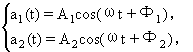 a₁(t) = A₁cos(ωt + Φ₁),
a₂(t) = A₂cos(ωt + Φ₂),